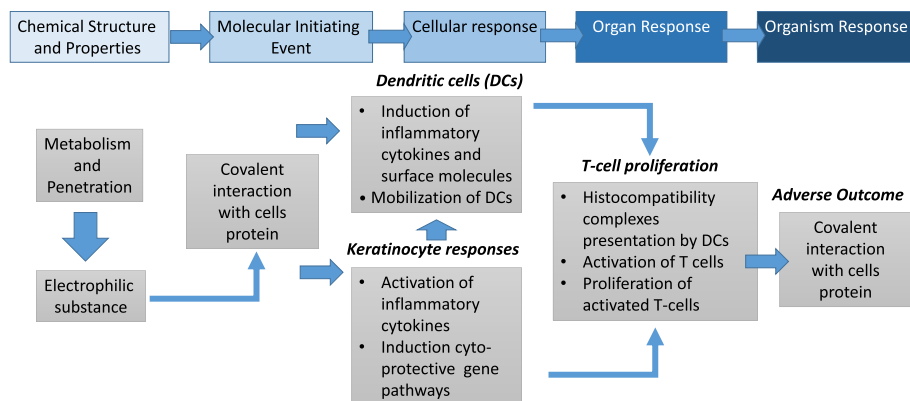 Chemical Structure
and Properties
Molecular Initiating
Event
Cellular response
Organ Response
Organism Response
Metabolism
and
Penetration
Electrophilic
substance
Covalent
interaction
with cells
protein
Dendritic cells (DCs)
• Induction of
inflammatory
cytokines and
surface molecules
• Mobilization of DCs
Keratinocyte responses
• Activation of
inflammatory
cytokines
• Induction cyto-
protective gene
pathways
T-cell proliferation
• Histocompatibility
complexes
presentation by DCs
• Activation of T cells
• Proliferation of
activated T-cells
Adverse Outcome
Covalent
interaction
with cells
protein